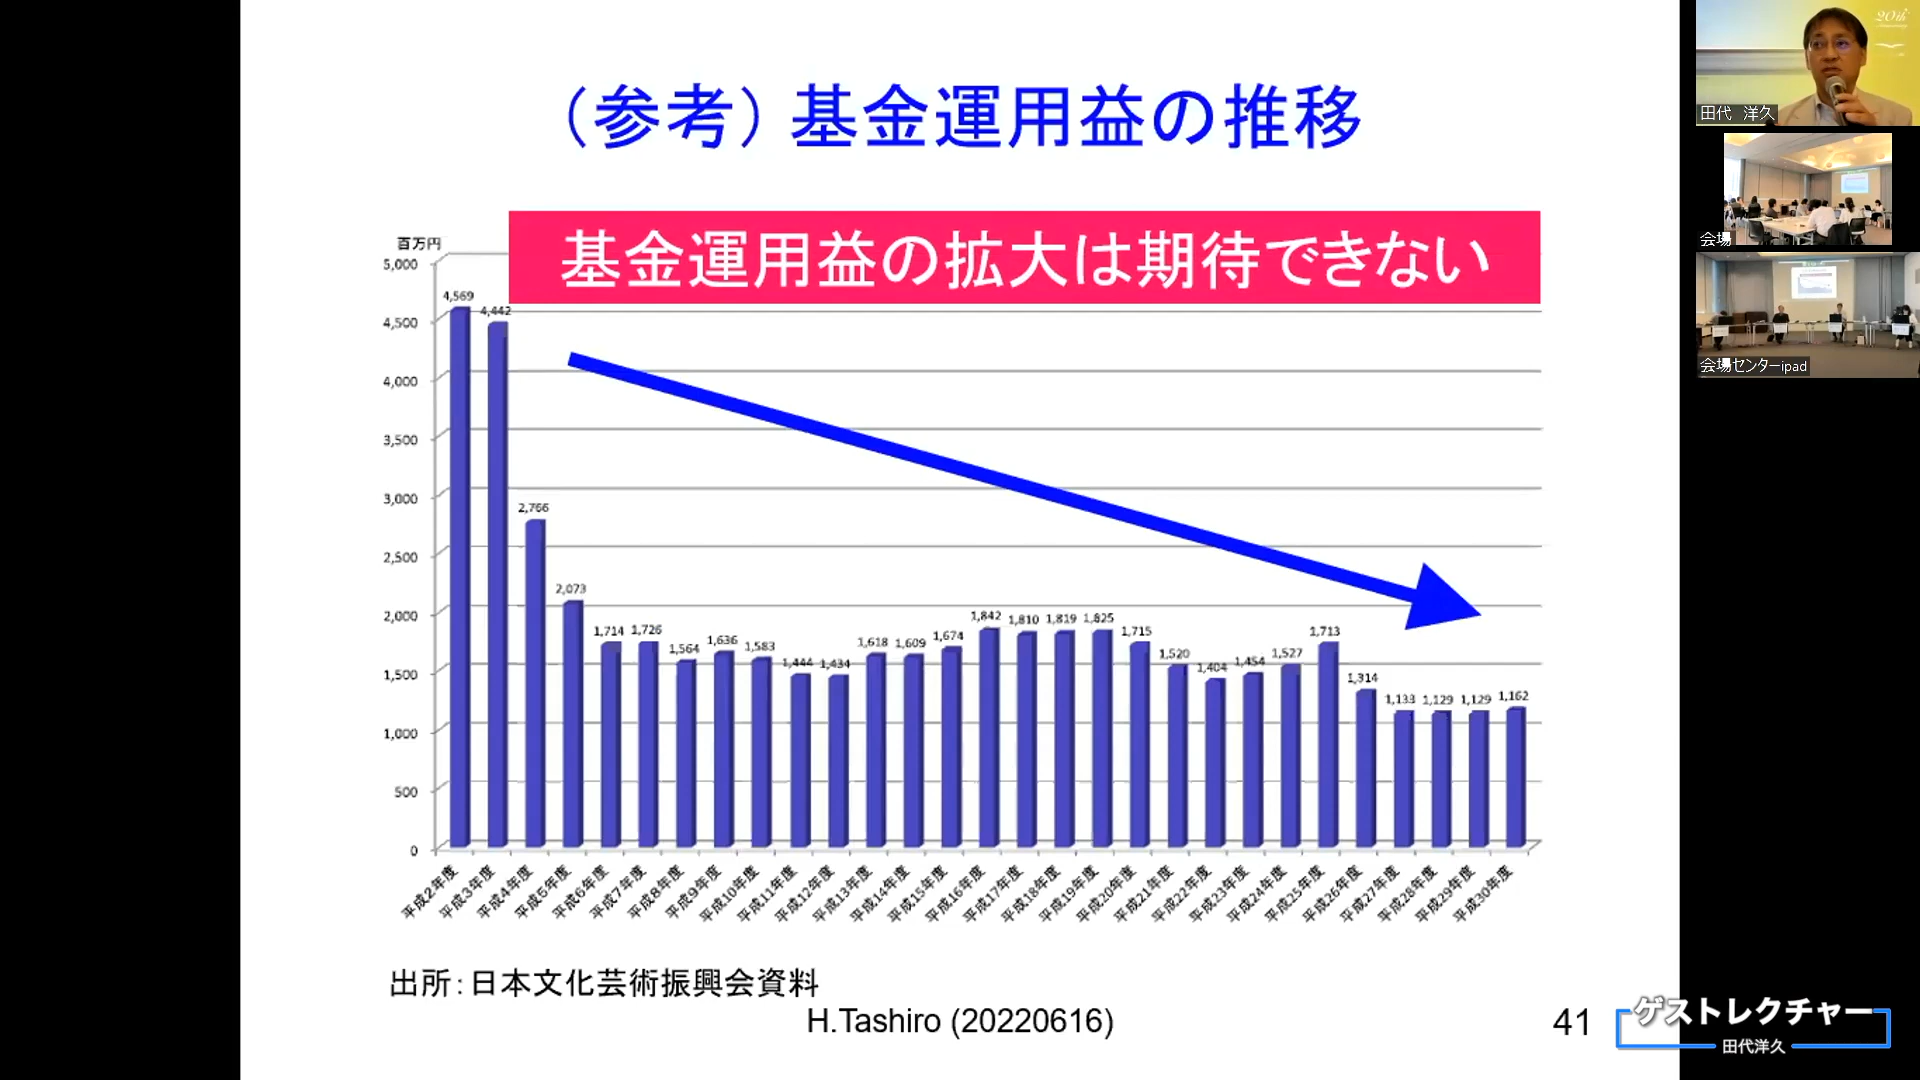 （参考）基金運用益の推移
基金運用益の拡大は期待できない
百万円
5,000
4,500
4,000
3,500
3,000
2,500
2,000
1,500
1,000
500
0
4,569
4,442
2,766
2,073
1,714
1,726
1,564
1,636
1,583
1,444
1,434
1,618
1,609
1,674
1,842
1,810
1,819
1,825
1,715
1,520
1,404
1,454
1,527
1,713
1,314
1,133
1,129
1,129
1,162
平成2年度
平成3年度
平成4年度
平成5年度
平成6年度
平成7年度
平成8年度
平成9年度
平成10年度
平成11年度
平成12年度
平成13年度
平成14年度
平成15年度
平成16年度
平成17年度
平成18年度
平成19年度
平成20年度
平成21年度
平成22年度
平成23年度
平成24年度
平成25年度
平成26年度
平成27年度
平成28年度
平成29年度
平成30年度
出所：日本文化芸術振興会資料
H.Tashiro (20220616)
41
20th
田代 洋久
会場
会場センターipad
ゲストレクチャー
田代洋久